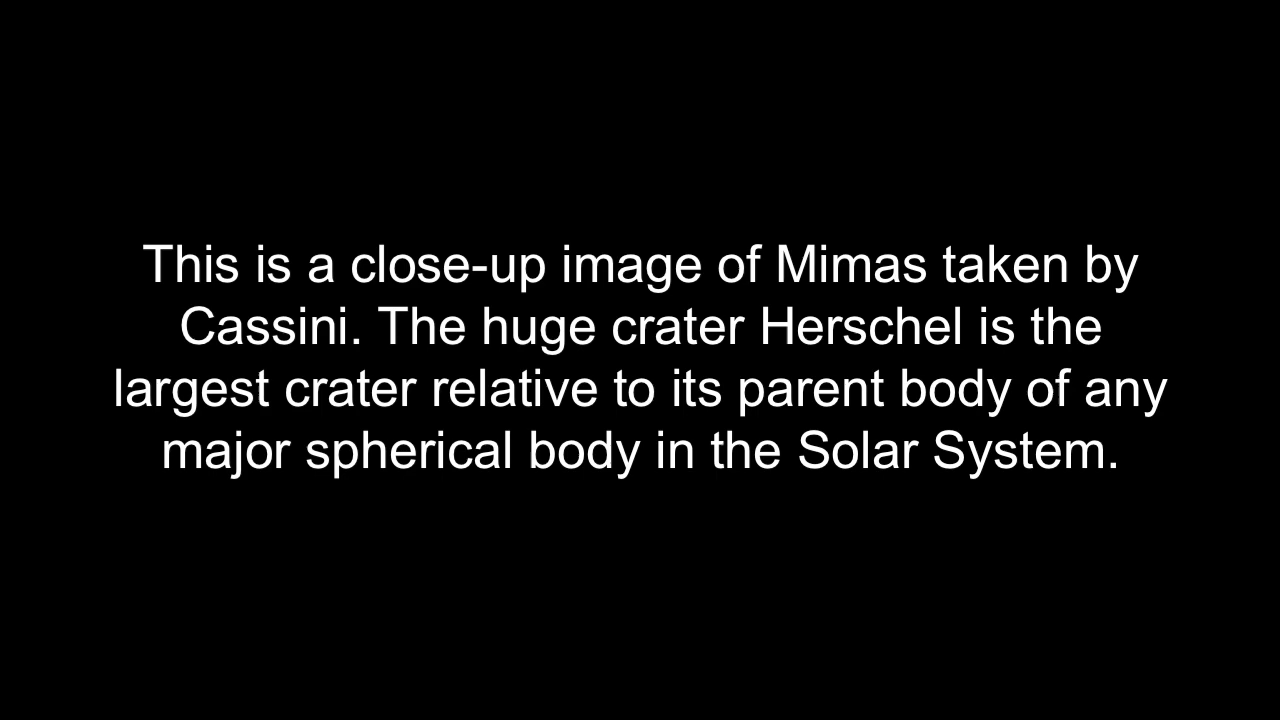 This is a close-up image of Mimas taken by
Cassini. The huge crater Herschel is the
largest crater relative to its parent body of any
major spherical body in the Solar System.